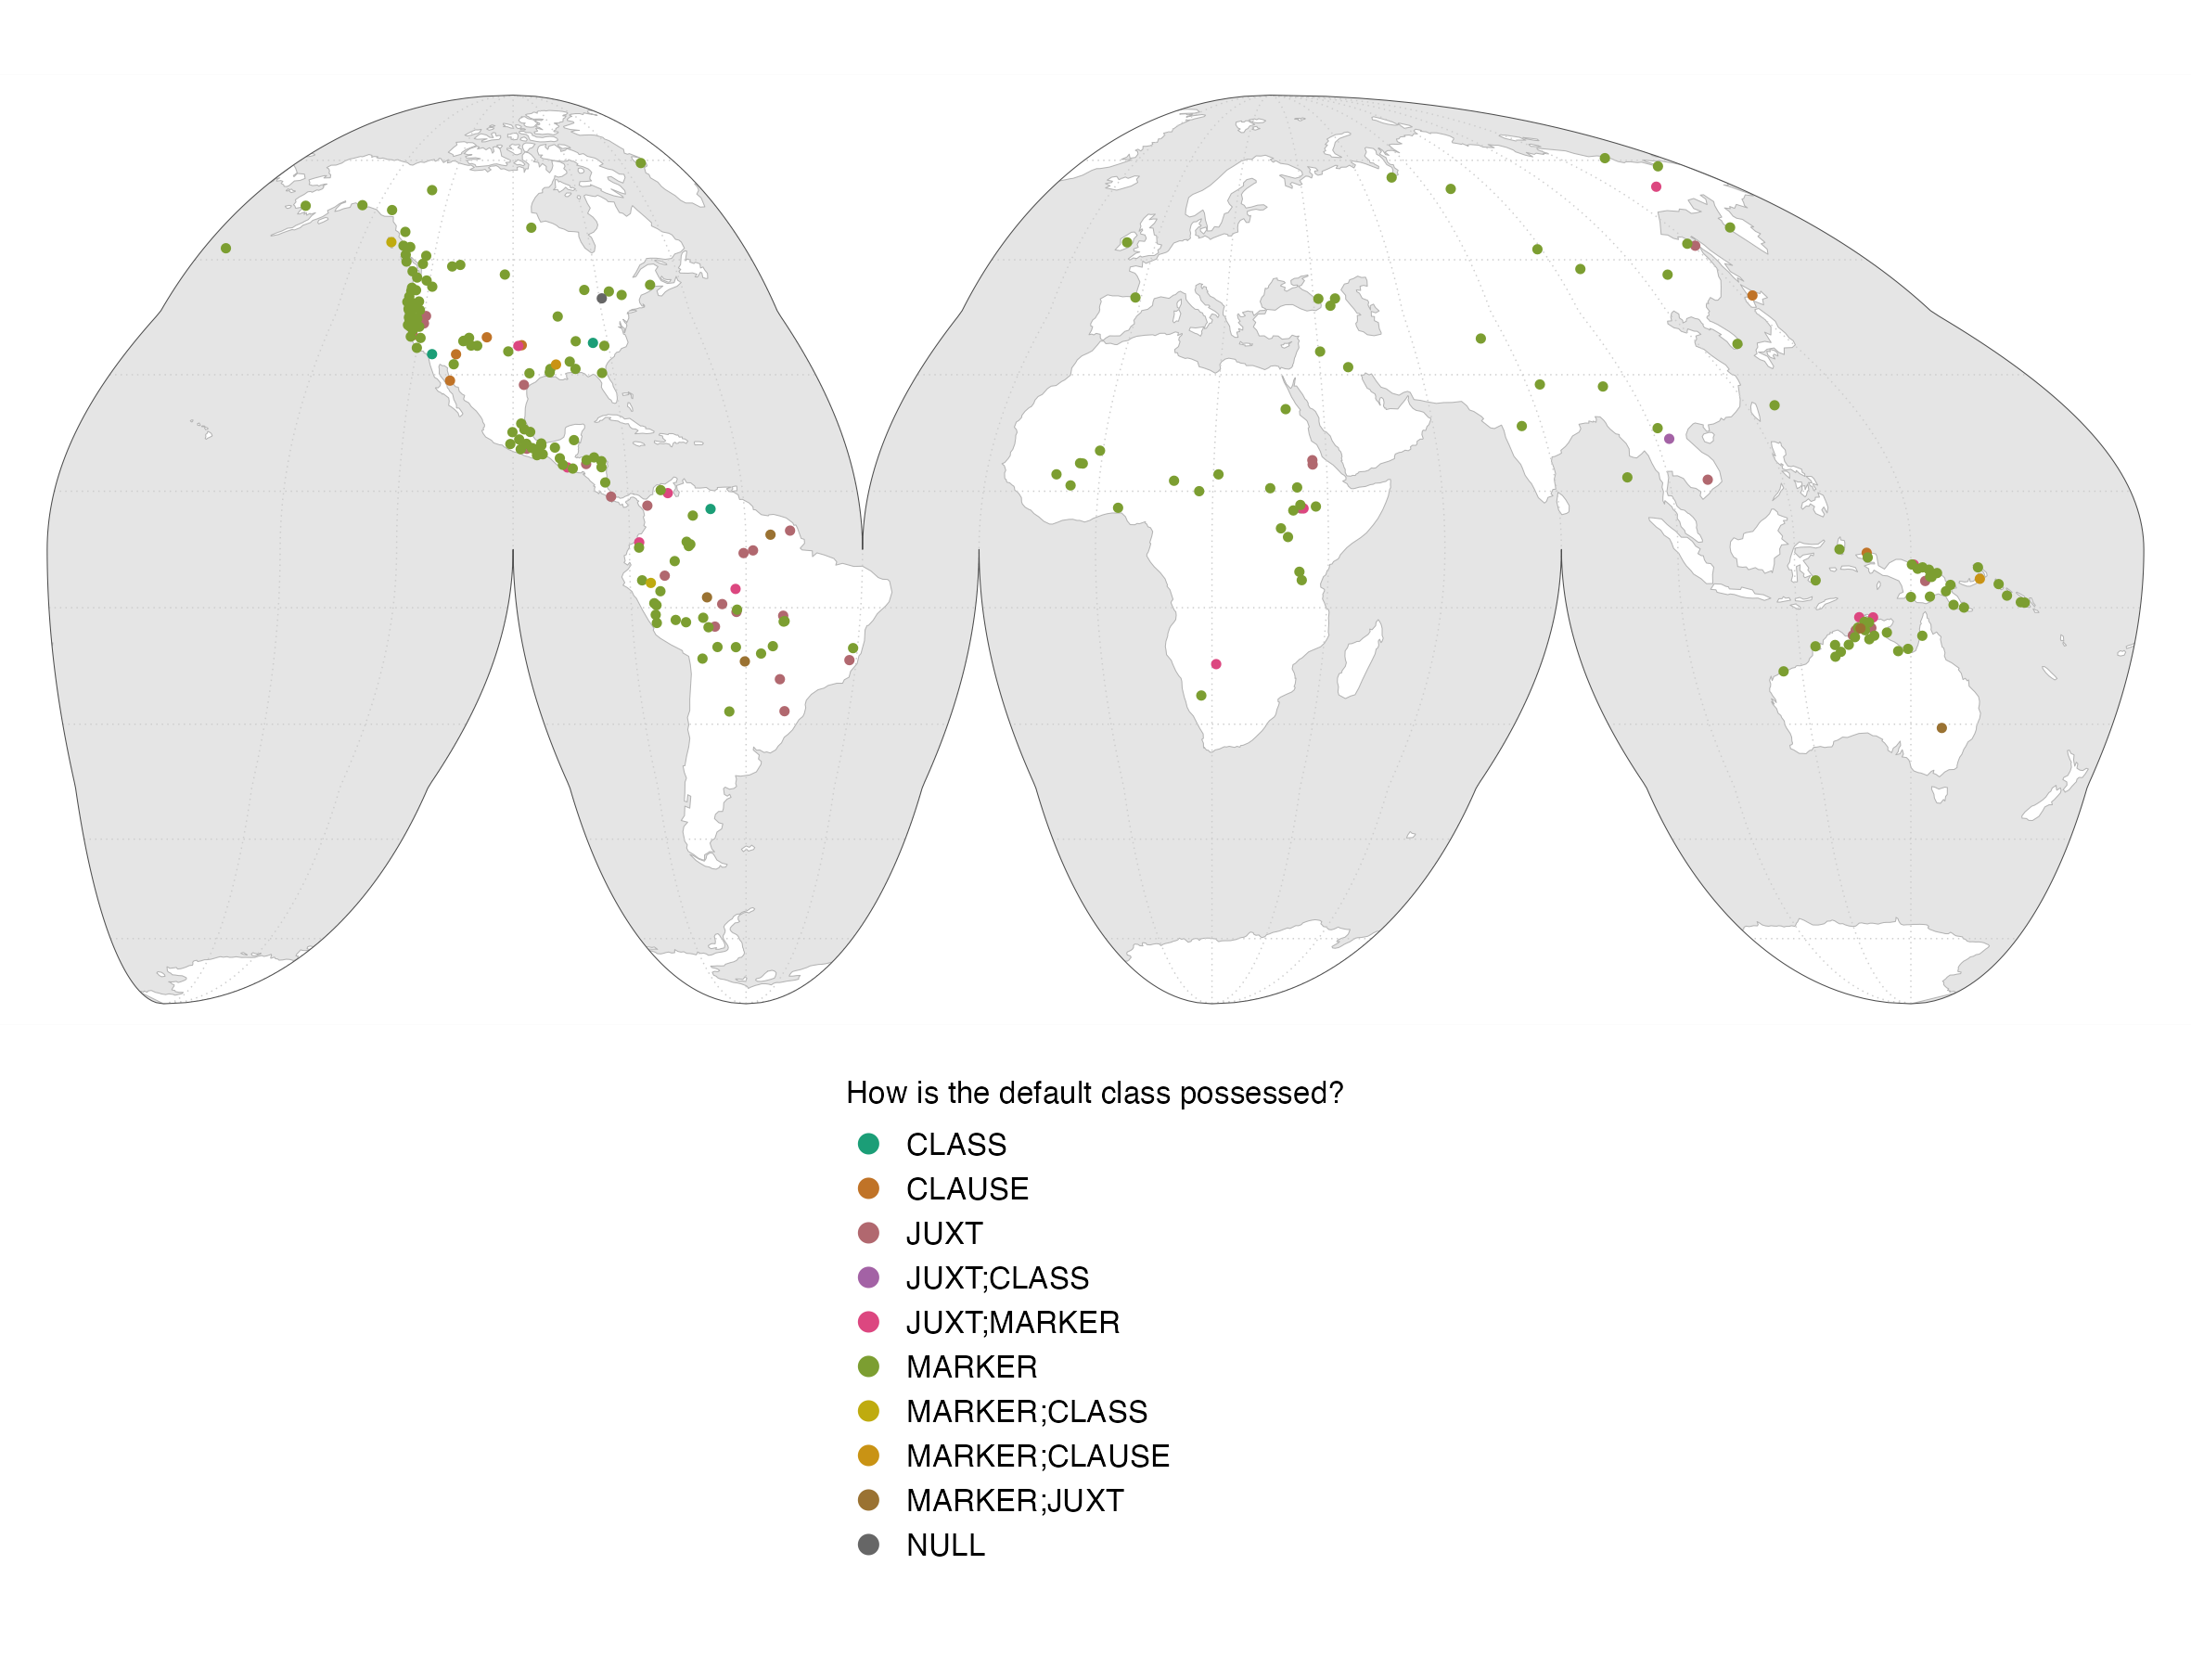 How is the default class possessed?
CLASS
CLAUSE
JUXT
JUXT;CLASS
JUXT;MARKER
MARKER
MARKER;CLASS
MARKER;CLAUSE
MARKER;JUXT
NULL